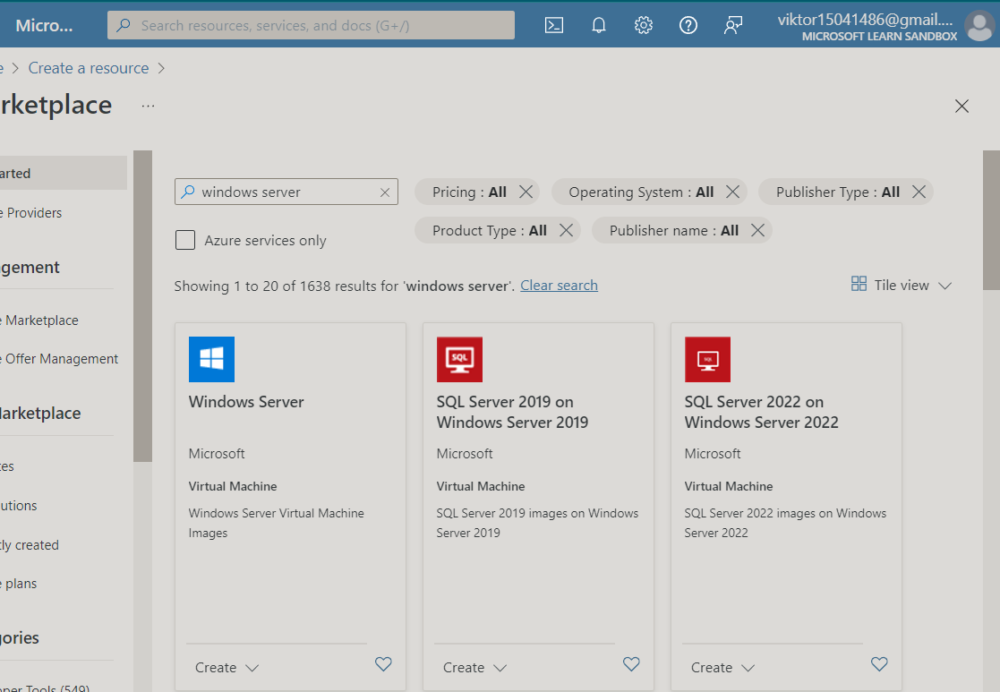 Micro...
Search resources, services, and docs (G+/)
viktor15041486@gmail....
MICROSOFT LEARN SANDBOX
e > Create a resource >
rketplace ...
arted
e Providers
gement
e Marketplace
e Offer Management
larketplace
tes
utions
tly created
e plans
gories
oper Tools (549)
windows server
Pricing : All
Operating System : All
Publisher Type : All
Product Type : All
Publisher name : All
Azure services only
Showing 1 to 20 of 1638 results for 'windows server'. Clear search
Tile view
Windows Server
Microsoft
Virtual Machine
Windows Server Virtual Machine
Images
Create
SQL
SQL Server 2019 on
Windows Server 2019
Microsoft
Virtual Machine
SQL Server 2019 images on Windows
Server 2019
Create
SQL
SQL Server 2022 on
Windows Server 2022
Microsoft
Virtual Machine
SQL Server 2022 images on Windows
Server 2022
Create